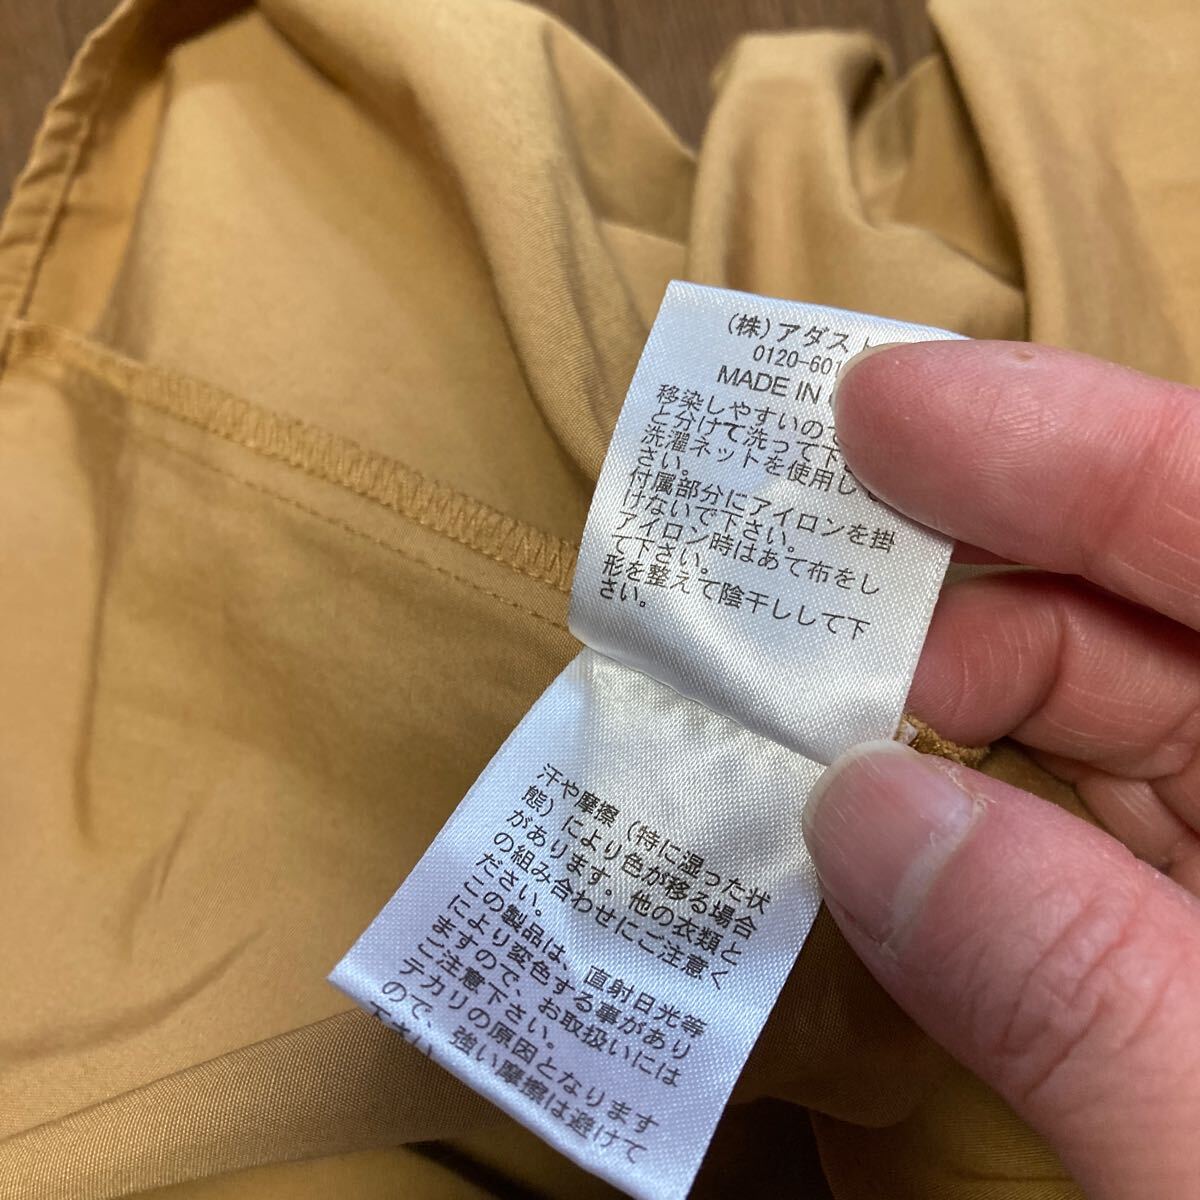 (株)アダスト
0120-601
MADE IN
移染しやすいので
と分けて洗って下さ
洗濯ネットを使用して
さい。
付属部分にアイロンを掛
けないで下さい。
アイロン時はあて布をし
て下さい。
形を整えて陰干しして下
さい。
汗や摩擦（特に湿った状
態）により色が移る場合
があります。他の衣類と
の組み合わせにご注意く
ださい。
この製品は、直射日光等
により変色する事があり
ますので、お取扱いには
ご注意下さい。
テカリの原因となります
ので、強い摩擦は避けて
下さい。